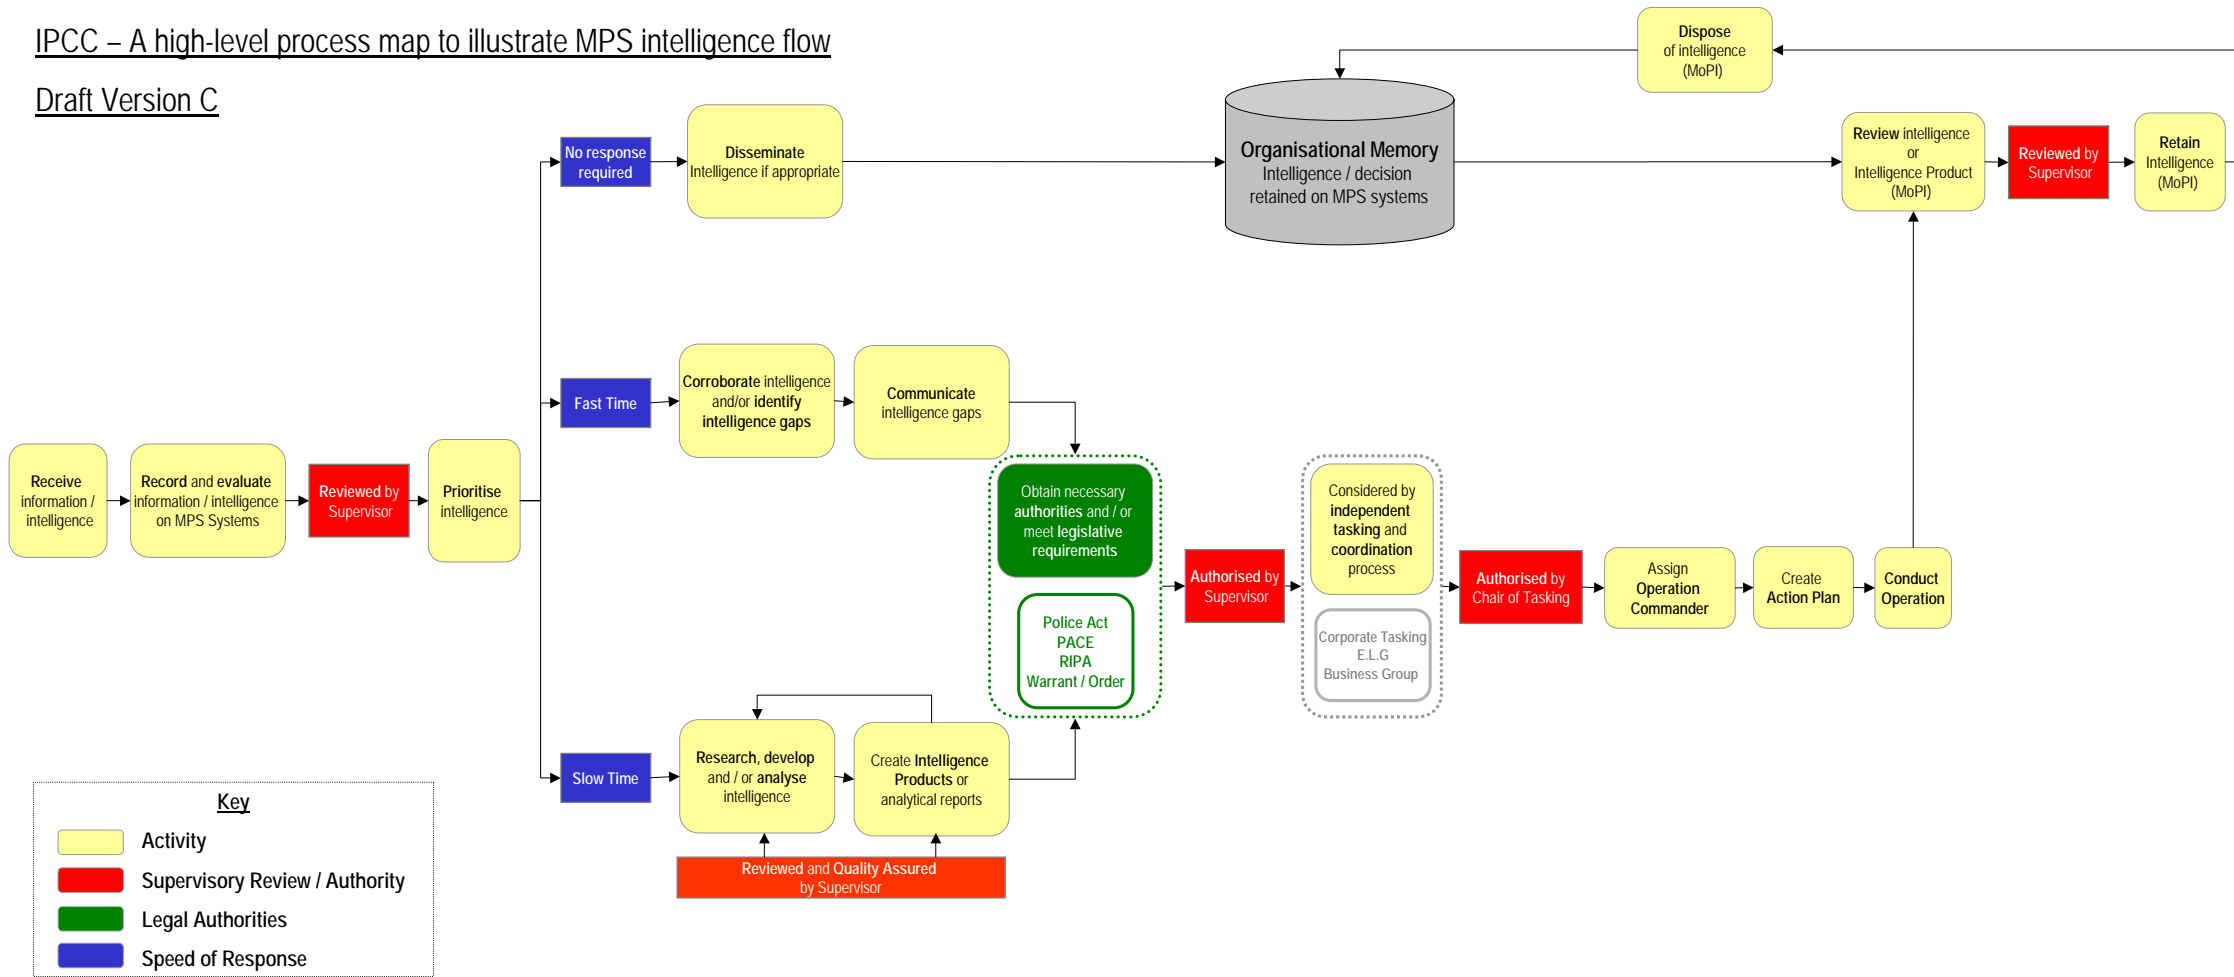 IPCC – A high-level process map to illustrate MPS intelligence flow
Draft Version C
Dispose
of intelligence
(MoPI)
No response
required
Disseminate
Intelligence if appropriate
Organisational Memory
Intelligence / decision
retained on MPS systems
Review intelligence
or
Intelligence Product
(MoPI)
Reviewed by
Supervisor
Retain
Intelligence
(MoPI)
Fast Time
Corroborate intelligence
and/or identify
intelligence gaps
Communicate
intelligence gaps
Receive
information /
intelligence
Record and evaluate
information / intelligence
on MPS Systems
Reviewed by
Supervisor
Prioritise
intelligence
Obtain necessary
authorities and / or
meet legislative
requirements
Police Act
PACE
RIPA
Warrant / Order
Authorised by
Supervisor
Considered by
independent
tasking and
coordination
process
Corporate Tasking
E.L.G
Business Group
Authorised by
Chair of Tasking
Assign
Operation
Commander
Create
Action Plan
Conduct
Operation
Slow Time
Research, develop
and / or analyse
intelligence
Create Intelligence
Products or
analytical reports
Reviewed and Quality Assured
by Supervisor
Key
Activity
Supervisory Review / Authority
Legal Authorities
Speed of Response